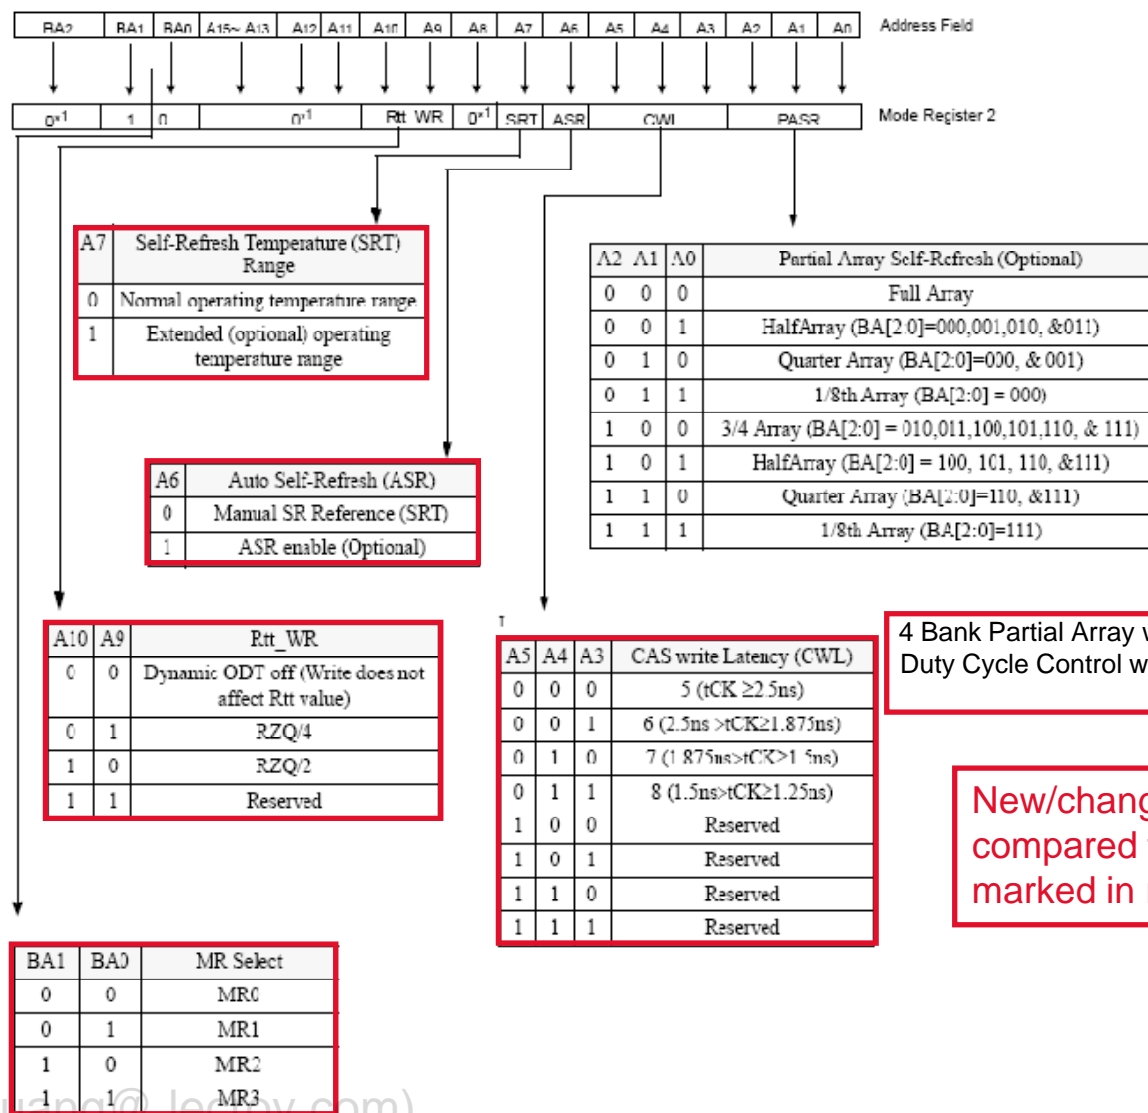 BA2 BA1 BA0 A15~ A13 A12 A11 A10 A9 A8 A7 A6 A5 A4 A3 A2 A1 A0 Address Field
0*1 1 0 0*1 Rtt WR 0*1 SRT ASR CWL PASR Mode Register 2
A7 Self-Refresh Temperature (SRT)
Range
0 Normal operating temperature range
1 Extended (optional) operating
temperature range
A2 A1 A0 Partial Array Self-Refresh (Optional)
0 0 0 Full Array
0 0 1 HalfArray (BA[2:0]=000,001,010, &011)
0 1 0 Quarter Array (BA[2:0]=000, & 001)
0 1 1 1/8th Array (BA[2:0] = 000)
1 0 0 3/4 Array (BA[2:0] = 010,011,100,101,110, & 111)
1 0 1 HalfArray (BA[2:0] = 100, 101, 110, &111)
1 1 0 Quarter Array (BA[2:0]=110, &111)
1 1 1 1/8th Array (BA[2:0]=111)
A6 Auto Self-Refresh (ASR)
0 Manual SR Reference (SRT)
1 ASR enable (Optional)
A10 A9 Rtt_WR
0 0 Dynamic ODT off (Write does not
affect Rtt value)
0 1 RZQ/4
1 0 RZQ/2
1 1 Reserved
A5 A4 A3 CAS write Latency (CWL)
0 0 0 5 (tCK ≥2.5ns)
0 0 1 6 (2.5ns >tCK≥1.875ns)
0 1 0 7 (1.875ns>tCK≥1.5ns)
0 1 1 8 (1.5ns>tCK≥1.25ns)
1 0 0 Reserved
1 0 1 Reserved
1 1 0 Reserved
1 1 1 Reserved
4 Bank Partial Array
Duty Cycle Control
compared
marked in
BA1 BA0 MR Select
0 0 MR0
0 1 MR1
1 0 MR2
1 1 MR3